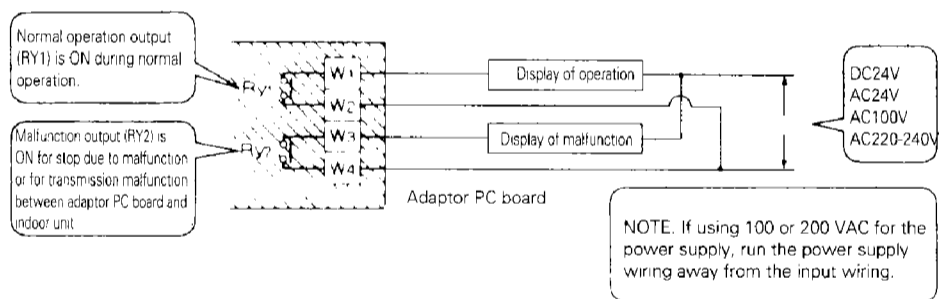 Normal operation output
(RY1) is ON during normal
operation.
Malfunction output (RY2) is
ON for stop due to malfunction
or for transmission malfunction
between adaptor PC board and
indoor unit
RY1
RY2
W1
W2
W3
W4
Display of operation
Display of malfunction
Adaptor PC board
DC24V
AC24V
AC100V
AC220-240V
NOTE. If using 100 or 200 VAC for the
power supply, run the power supply
wiring away from the input wiring.